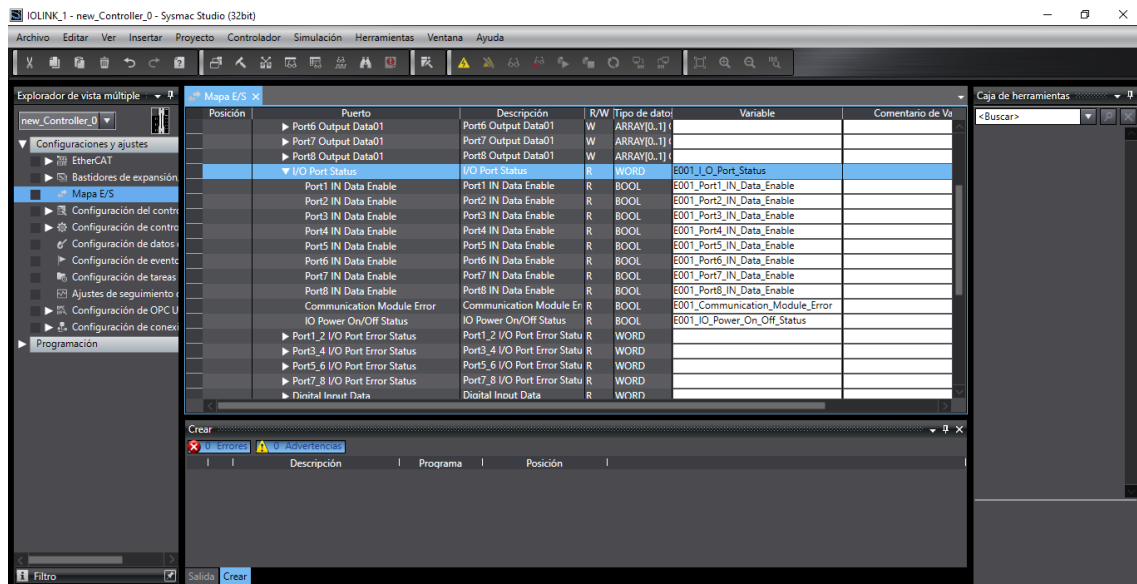 IOLINK_1 - new_Controller_0 - Sysmac Studio (32bit)
Archivo Editar Ver Insertar Proyecto Controlador Simulación Herramientas Ventana Ayuda
Explorador de vista múltiple
new_Controller_0
Configuraciones y ajustes
EtherCAT
Bastidores de expansión
Mapa E/S
Configuración del contro
Configuración de contro
Configuración de datos
Configuración de evento
Configuración de tareas
Ajustes de seguimiento
Configuración de OPC U
Configuración de conexi
Programación
Filtro
Mapa E/S
Posición Puerto Descripción R/W Tipo de datos Variable Comentario de Va
Port6 Output Data01 Port6 Output Data01 W ARRAY[0..1]
Port7 Output Data01 Port7 Output Data01 W ARRAY[0..1]
Port8 Output Data01 Port8 Output Data01 W ARRAY[0..1]
I/O Port Status I/O Port Status R WORD E001_I_O_Port_Status
Port1 IN Data Enable Port1 IN Data Enable R BOOL E001_Port1_IN_Data_Enable
Port2 IN Data Enable Port2 IN Data Enable R BOOL E001_Port2_IN_Data_Enable
Port3 IN Data Enable Port3 IN Data Enable R BOOL E001_Port3_IN_Data_Enable
Port4 IN Data Enable Port4 IN Data Enable R BOOL E001_Port4_IN_Data_Enable
Port5 IN Data Enable Port5 IN Data Enable R BOOL E001_Port5_IN_Data_Enable
Port6 IN Data Enable Port6 IN Data Enable R BOOL E001_Port6_IN_Data_Enable
Port7 IN Data Enable Port7 IN Data Enable R BOOL E001_Port7_IN_Data_Enable
Port8 IN Data Enable Port8 IN Data Enable R BOOL E001_Port8_IN_Data_Enable
Communication Module Error Communication Module Er R BOOL E001_Communication_Module_Error
IO Power On/Off Status IO Power On/Off Status R BOOL E001_IO_Power_On_Off_Status
Port1_2 I/O Port Error Status Port1_2 I/O Port Error Statu R WORD
Port3_4 I/O Port Error Status Port3_4 I/O Port Error Statu R WORD
Port5_6 I/O Port Error Status Port5_6 I/O Port Error Statu R WORD
Port7_8 I/O Port Error Status Port7_8 I/O Port Error Statu R WORD
Digital Input Data Digital Input Data R WORD
Crear
0 Errores 0 Advertencias
Descripción Programa Posición
Salida Crear
Caja de herramientas
<Buscar>